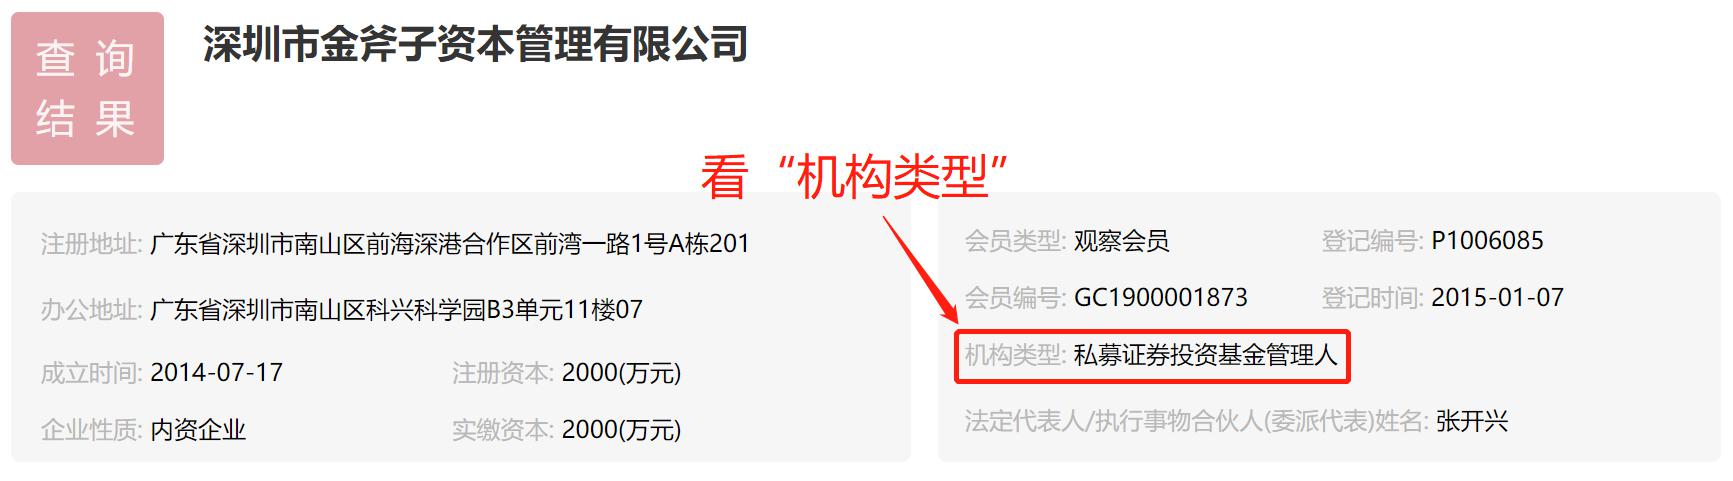 查询
结果
深圳市金斧子资本管理有限公司
看“机构类型”
注册地址: 广东省深圳市南山区前海深港合作区前湾一路1号A栋201
办公地址: 广东省深圳市南山区科兴科学园B3单元11楼07
成立时间: 2014-07-17 注册资本: 2000(万元)
企业性质: 内资企业 实缴资本: 2000(万元)
会员类型: 观察会员 登记编号: P1006085
会员编号: GC1900001873 登记时间: 2015-01-07
机构类型: 私募证券投资基金管理人
法定代表人/执行事物合伙人(委派代表)姓名: 张开兴